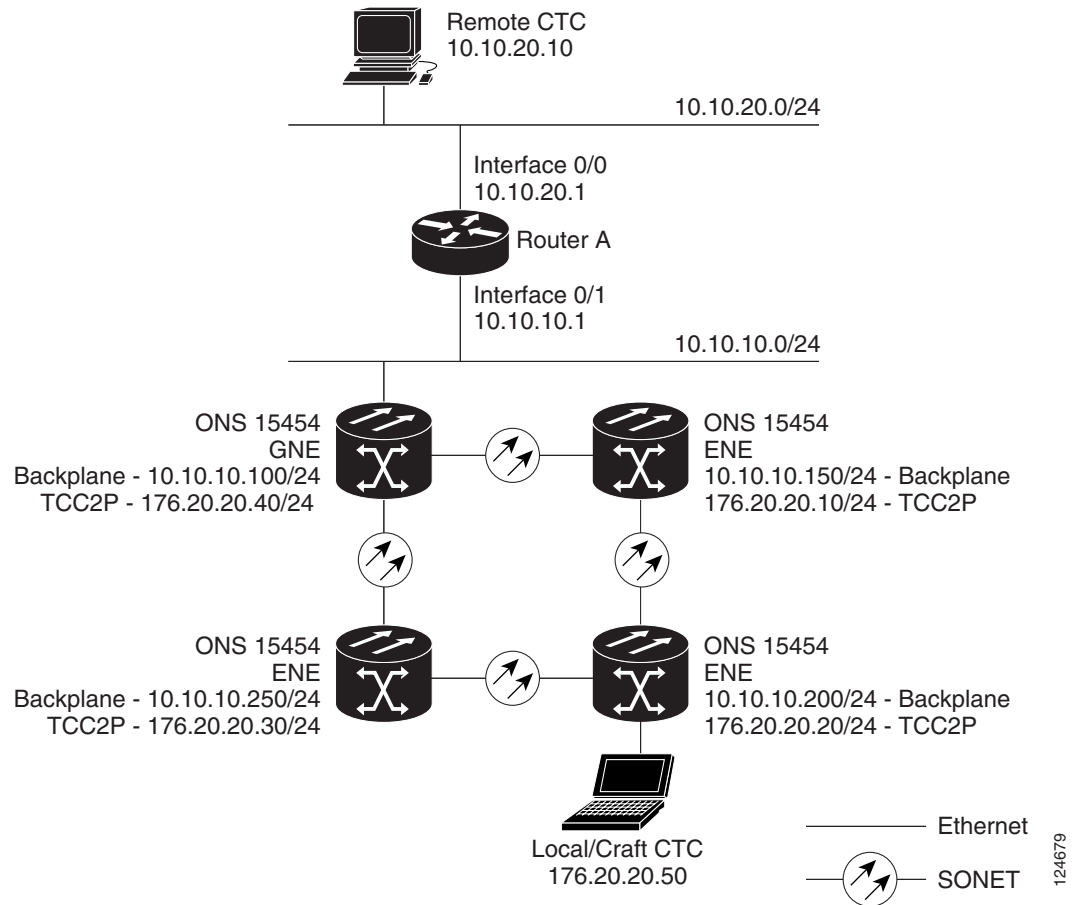 Remote CTC
10.10.20.10
10.10.20.0/24
Interface 0/0
10.10.20.1
Router A
Interface 0/1
10.10.10.1
10.10.10.0/24
ONS 15454
GNE
Backplane - 10.10.10.100/24
TCC2P - 176.20.20.40/24
ONS 15454
ENE
10.10.10.150/24 - Backplane
176.20.20.10/24 - TCC2P
ONS 15454
ENE
Backplane - 10.10.10.250/24
TCC2P - 176.20.20.30/24
ONS 15454
ENE
10.10.10.200/24 - Backplane
176.20.20.20/24 - TCC2P
Local/Craft CTC
176.20.20.50
Ethernet
SONET
124679